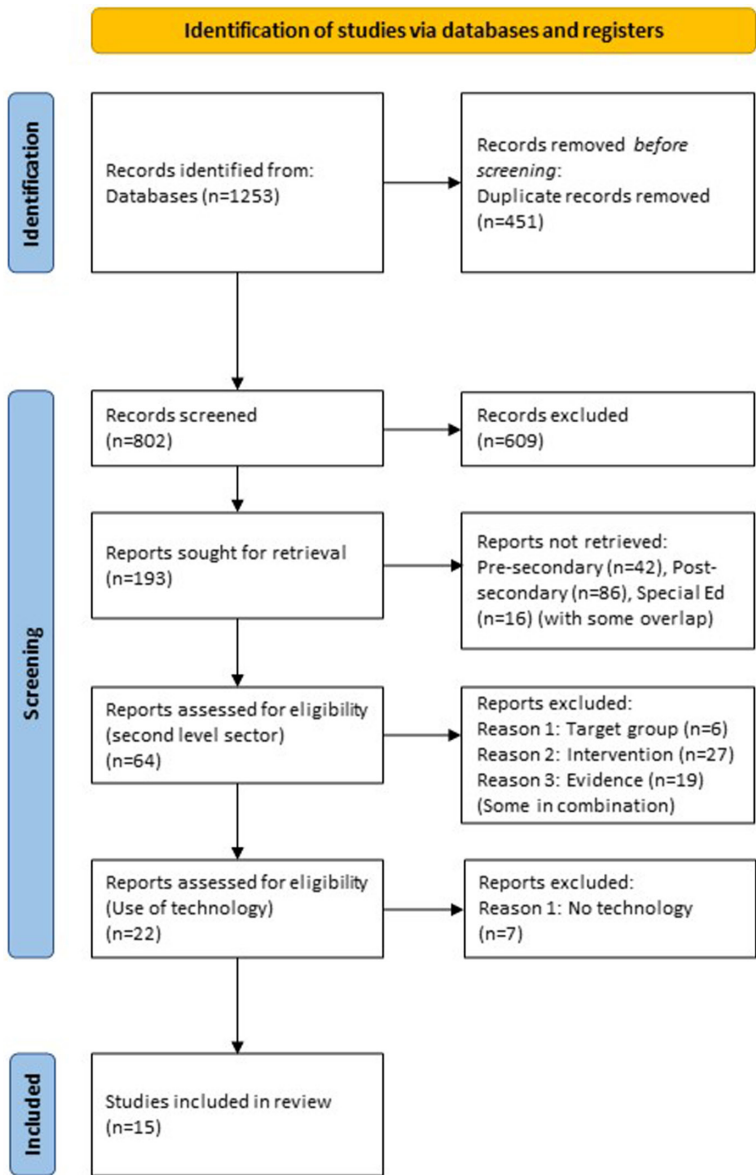 Identification of studies via databases and registers
Identification
Records identified from:
Databases (n=1253)
Records removed before
screening:
Duplicate records removed
(n=451)
Screening
Records screened
(n=802)
Records excluded
(n=609)
Reports sought for retrieval
(n=193)
Reports not retrieved:
Pre-secondary (n=42), Post-
secondary (n=86), Special Ed
(n=16) (with some overlap)
Reports assessed for eligibility
(second level sector)
(n=64)
Reports excluded:
Reason 1: Target group (n=6)
Reason 2: Intervention (n=27)
Reason 3: Evidence (n=19)
(Some in combination)
Reports assessed for eligibility
(Use of technology)
(n=22)
Reports excluded:
Reason 1: No technology
(n=7)
Included
Studies included in review
(n=15)